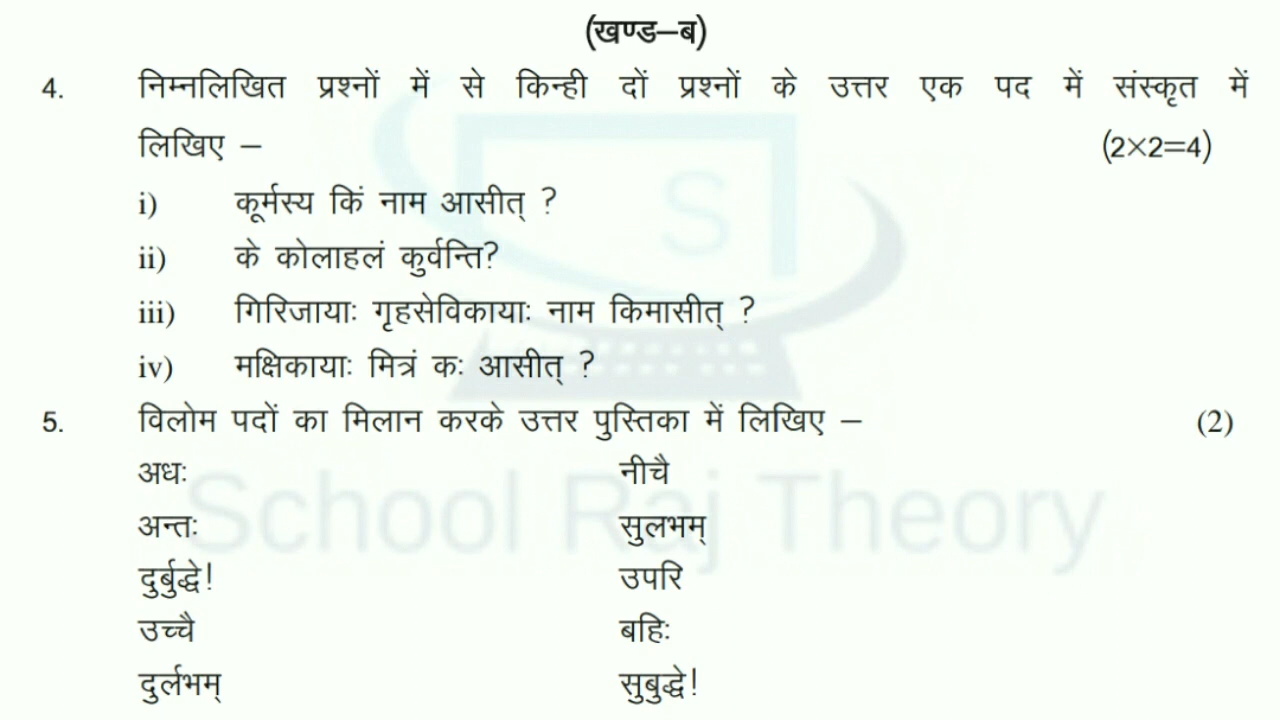 (खण्ड–ब)
4. निम्नलिखित प्रश्नों में से किन्ही दों प्रश्नों के उत्तर एक पद में संस्कृत में
लिखिए – (2×2=4)
i) कूर्मस्य किं नाम आसीत् ?
ii) के कोलाहलं कुर्वन्ति?
iii) गिरिजायाः गृहसेविकायाः नाम किमासीत् ?
iv) मक्षिकायाः मित्रं कः आसीत् ?
5. विलोम पदों का मिलान करके उत्तर पुस्तिका में लिखिए – (2)
अधः नीचै
अन्तः सुलभम्
दुर्बुद्धे! उपरि
उच्चै बहिः
दुर्लभम् सुबुद्धे!
S
School Raj Theory